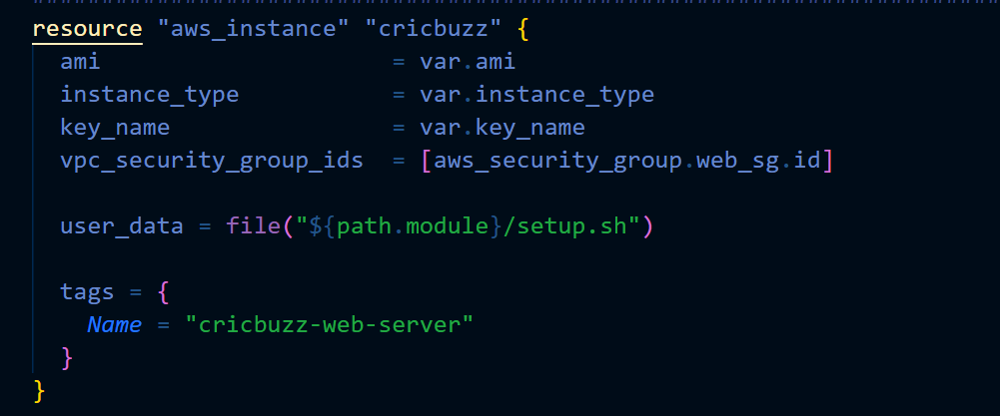 resource "aws_instance" "cricbuzz" {
  ami                     = var.ami
  instance_type           = var.instance_type
  key_name                = var.key_name
  vpc_security_group_ids  = [aws_security_group.web_sg.id]
  user_data = file("${path.module}/setup.sh")
  tags = {
    Name = "cricbuzz-web-server"
  }
}